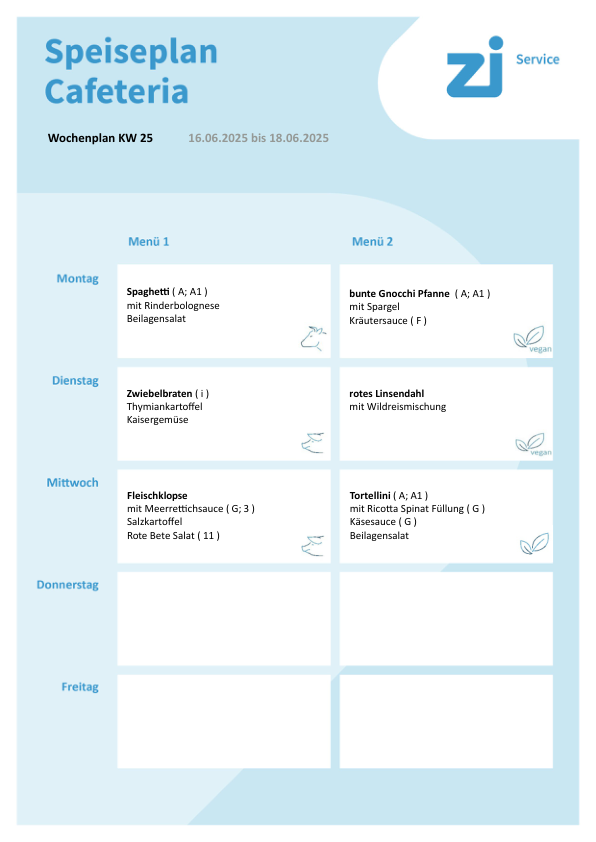 Speiseplan
Cafeteria
zi Service
Wochenplan KW 25 16.06.2025 bis 18.06.2025
Menü 1 Menü 2
Montag
Spaghetti ( A; A1 )
mit Rinderbolognese
Beilagensalat
bunte Gnocchi Pfanne ( A; A1 )
mit Spargel
Kräutersauce ( F )
vegan
Dienstag
Zwiebelbraten ( i )
Thymiankartoffel
Kaisergemüse
rotes Linsendahl
mit Wildreismischung
vegan
Mittwoch
Fleischklopse
mit Meerrettichsauce ( G; 3 )
Salzkartoffel
Rote Bete Salat ( 11 )
Tortellini ( A; A1 )
mit Ricotta Spinat Füllung ( G )
Käsesauce ( G )
Beilagensalat
Donnerstag
Freitag